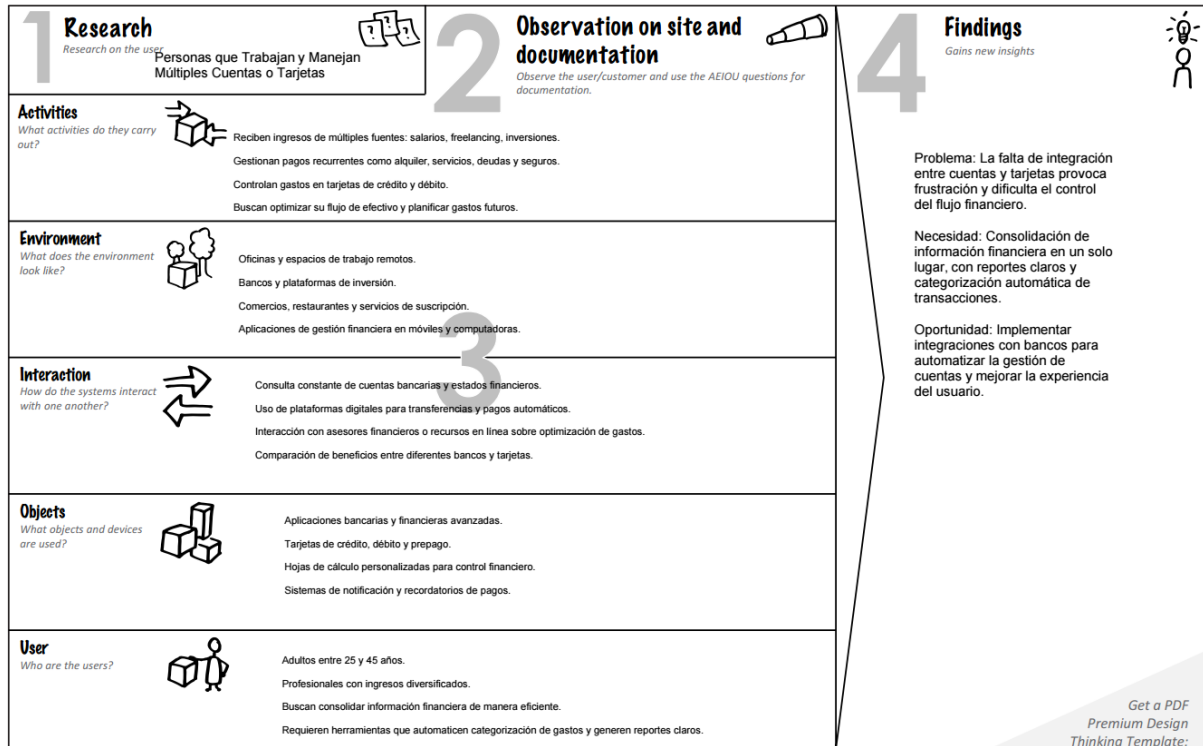 1
Research
Research on the user
Personas que Trabajan y Manejan
Múltiples Cuentas o Tarjetas
? ? ?
2
Observation on site and
documentation
Observe the user/customer and use the AEIOU questions for
documentation.
Activities
What activities do they carry
out?
Reciben ingresos de múltiples fuentes: salarios, freelancing, inversiones.
Gestionan pagos recurrentes como alquiler, servicios, deudas y seguros.
Controlan gastos en tarjetas de crédito y débito.
Buscan optimizar su flujo de efectivo y planificar gastos futuros.
Environment
What does the environment
look like?
Oficinas y espacios de trabajo remotos.
Bancos y plataformas de inversión.
Comercios, restaurantes y servicios de suscripción.
Aplicaciones de gestión financiera en móviles y computadoras.
3
Interaction
How do the systems interact
with one another?
Consulta constante de cuentas bancarias y estados financieros.
Uso de plataformas digitales para transferencias y pagos automáticos.
Interacción con asesores financieros o recursos en línea sobre optimización de gastos.
Comparación de beneficios entre diferentes bancos y tarjetas.
Objects
What objects and devices
are used?
Aplicaciones bancarias y financieras avanzadas.
Tarjetas de crédito, débito y prepago.
Hojas de cálculo personalizadas para control financiero.
Sistemas de notificación y recordatorios de pagos.
User
Who are the users?
Adultos entre 25 y 45 años.
Profesionales con ingresos diversificados.
Buscan consolidar información financiera de manera eficiente.
Requieren herramientas que automaticen categorización de gastos y generen reportes claros.
4
Findings
Gains new insights
Problema: La falta de integración
entre cuentas y tarjetas provoca
frustración y dificulta el control
del flujo financiero.
Necesidad: Consolidación de
información financiera en un solo
lugar, con reportes claros y
categorización automática de
transacciones.
Oportunidad: Implementar
integraciones con bancos para
automatizar la gestión de
cuentas y mejorar la experiencia
del usuario.
Get a PDF
Premium Design
Thinking Template: